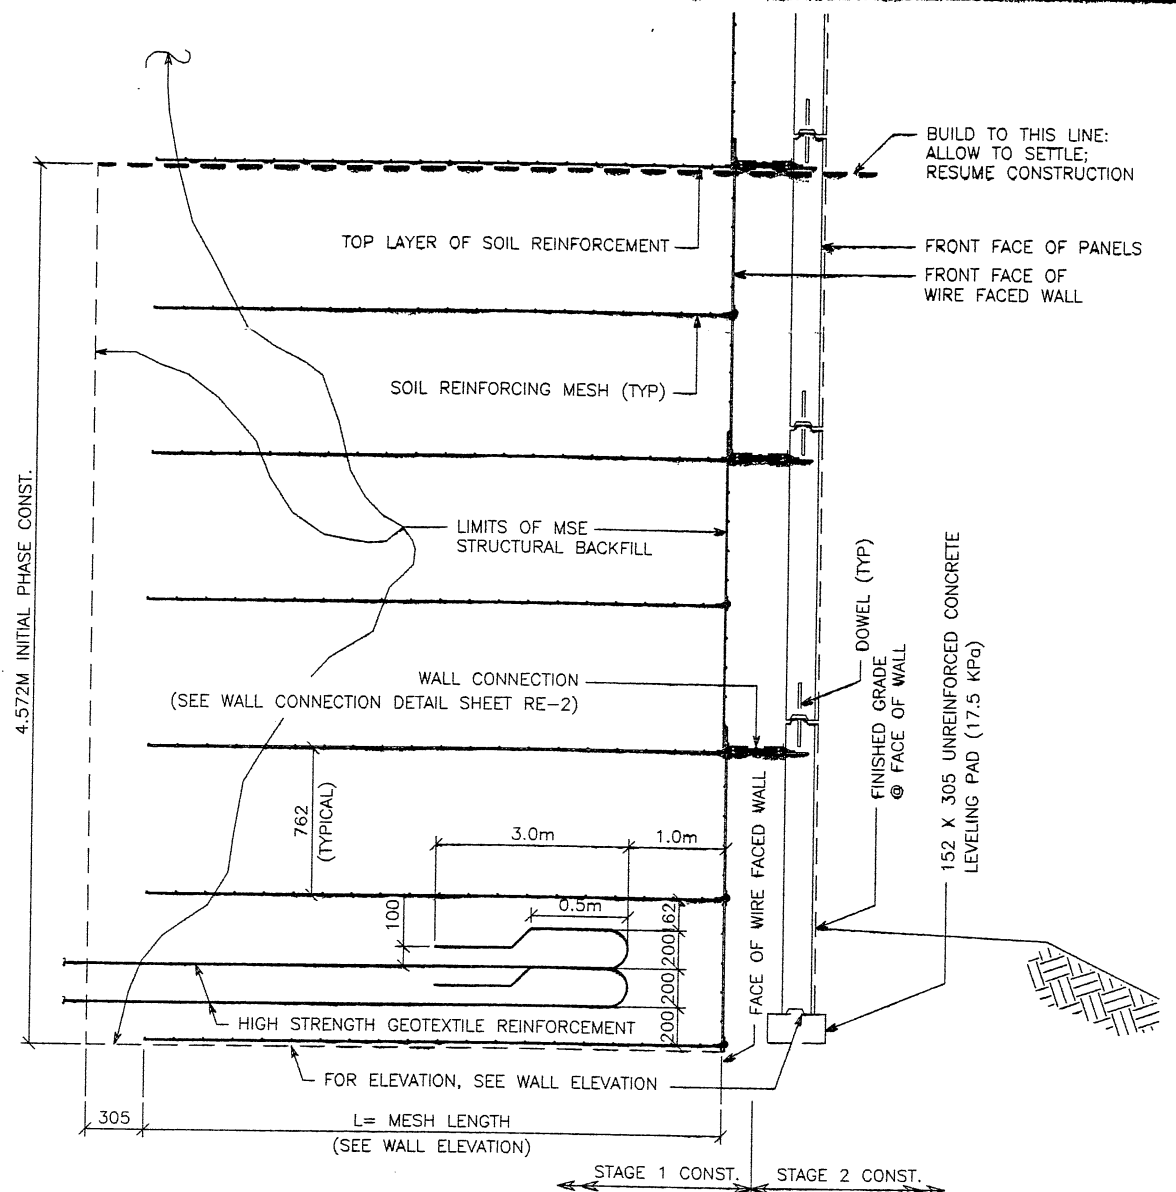 BUILD TO THIS LINE:
ALLOW TO SETTLE;
RESUME CONSTRUCTION
TOP LAYER OF SOIL REINFORCEMENT
FRONT FACE OF PANELS
FRONT FACE OF
WIRE FACED WALL
SOIL REINFORCING MESH (TYP)
4.572M INITIAL PHASE CONST.
LIMITS OF MSE
STRUCTURAL BACKFILL
DOWEL (TYP)
FINISHED GRADE
@ FACE OF WALL
152 X 305 UNREINFORCED CONCRETE
LEVELING PAD (17.5 KPa)
WALL CONNECTION
(SEE WALL CONNECTION DETAIL SHEET RE-2)
762
(TYPICAL)
3.0m
1.0m
FACE OF WIRE FACED WALL
100
0.5m
162
200
200
200
HIGH STRENGTH GEOTEXTILE REINFORCEMENT
FOR ELEVATION, SEE WALL ELEVATION
305
L= MESH LENGTH
(SEE WALL ELEVATION)
STAGE 1 CONST.
STAGE 2 CONST.